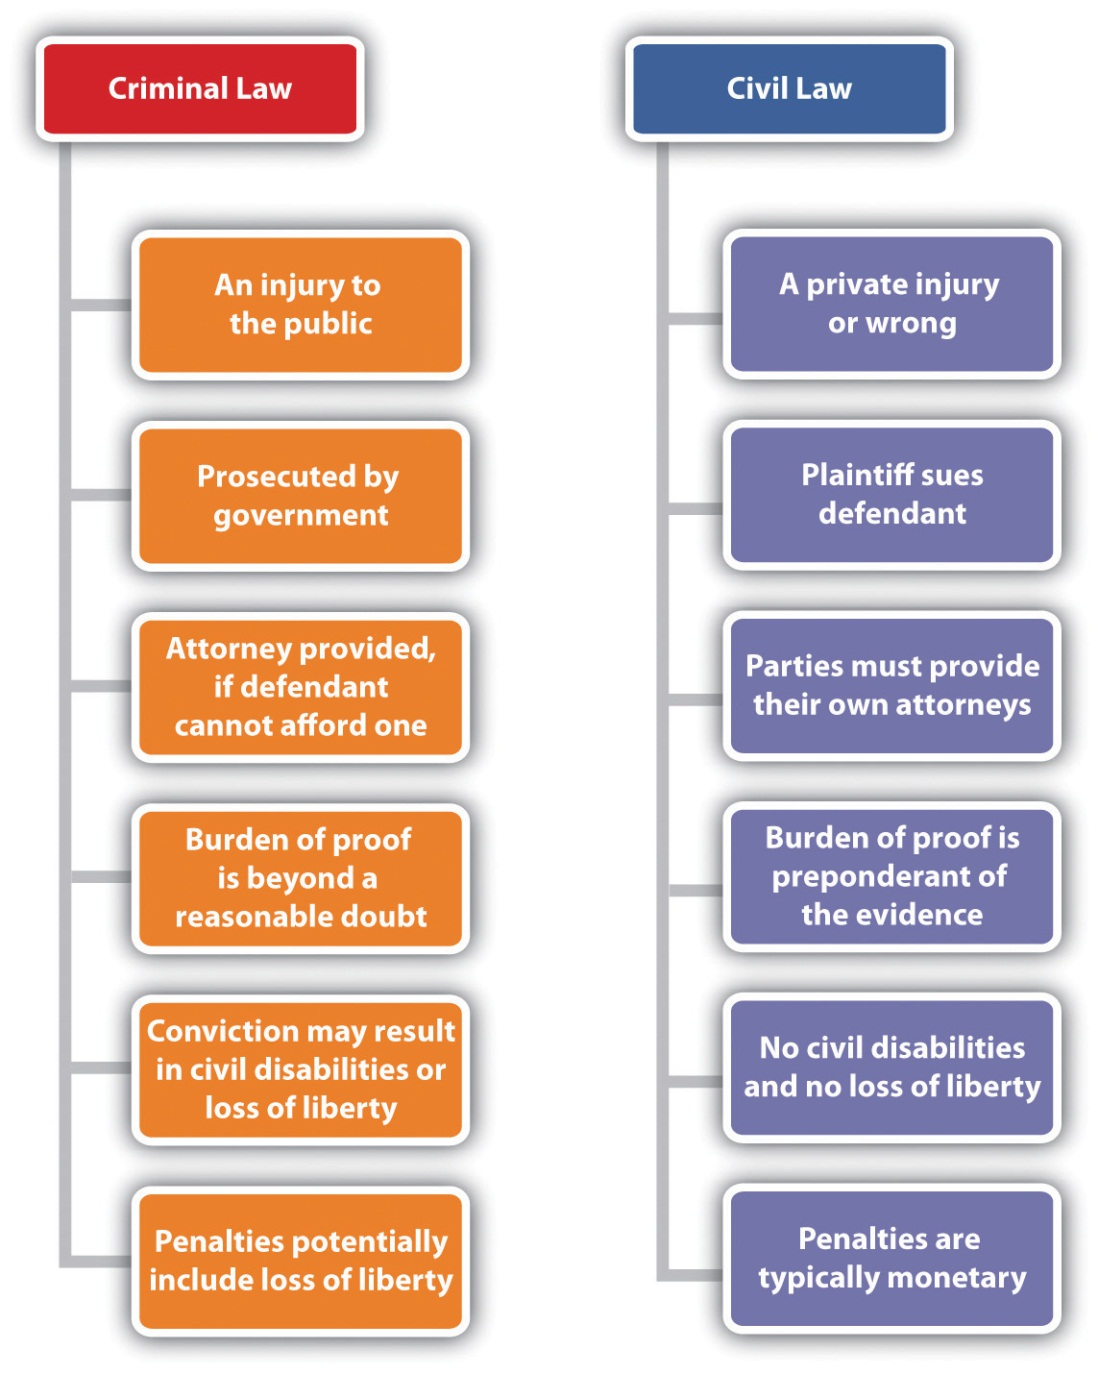 Criminal Law
An injury to
the public
Prosecuted by
government
Attorney provided,
if defendant
cannot afford one
Burden of proof
is beyond a
reasonable doubt
Conviction may result
in civil disabilities or
loss of liberty
Penalties potentially
include loss of liberty
Civil Law
A private injury
or wrong
Plaintiff sues
defendant
Parties must provide
their own attorneys
Burden of proof is
preponderant of
the evidence
No civil disabilities
and no loss of liberty
Penalties are
typically monetary